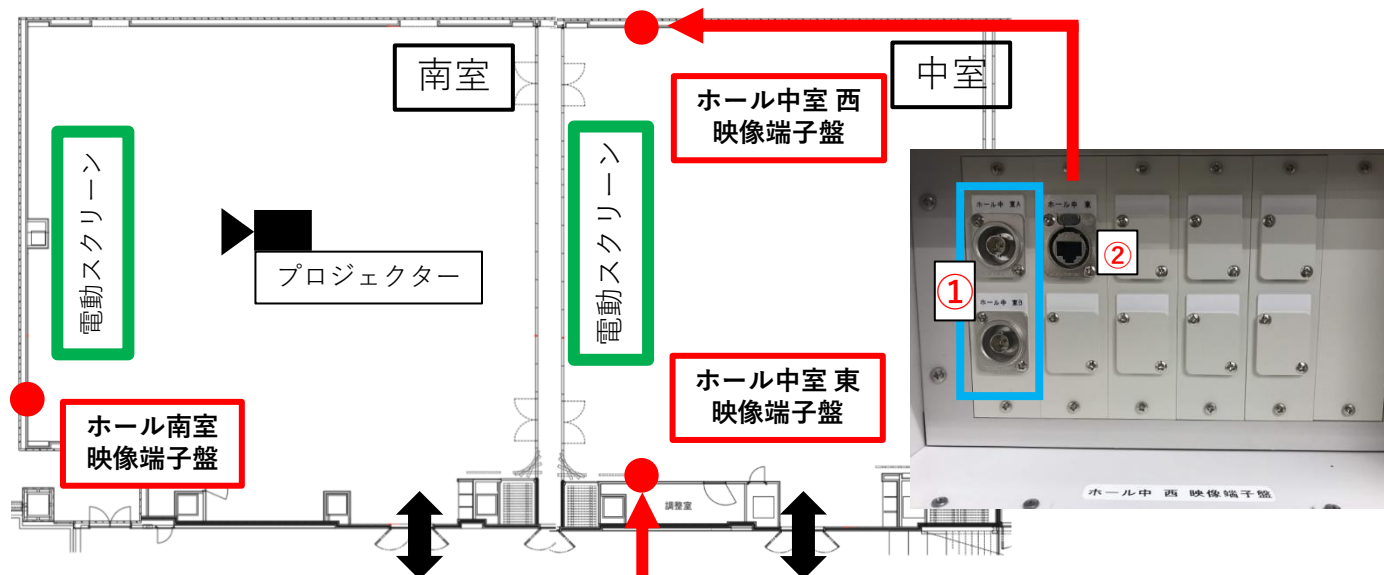 南室
中室
ホール中室 西
映像端子盤
電動スクリーン
プロジェクター
電動スクリーン
ホール中 東A
ホール中 東
①
②
ホール中 東B
ホール中室 東
映像端子盤
ホール南室
映像端子盤
調整室
ホール中 西 映像端子盤